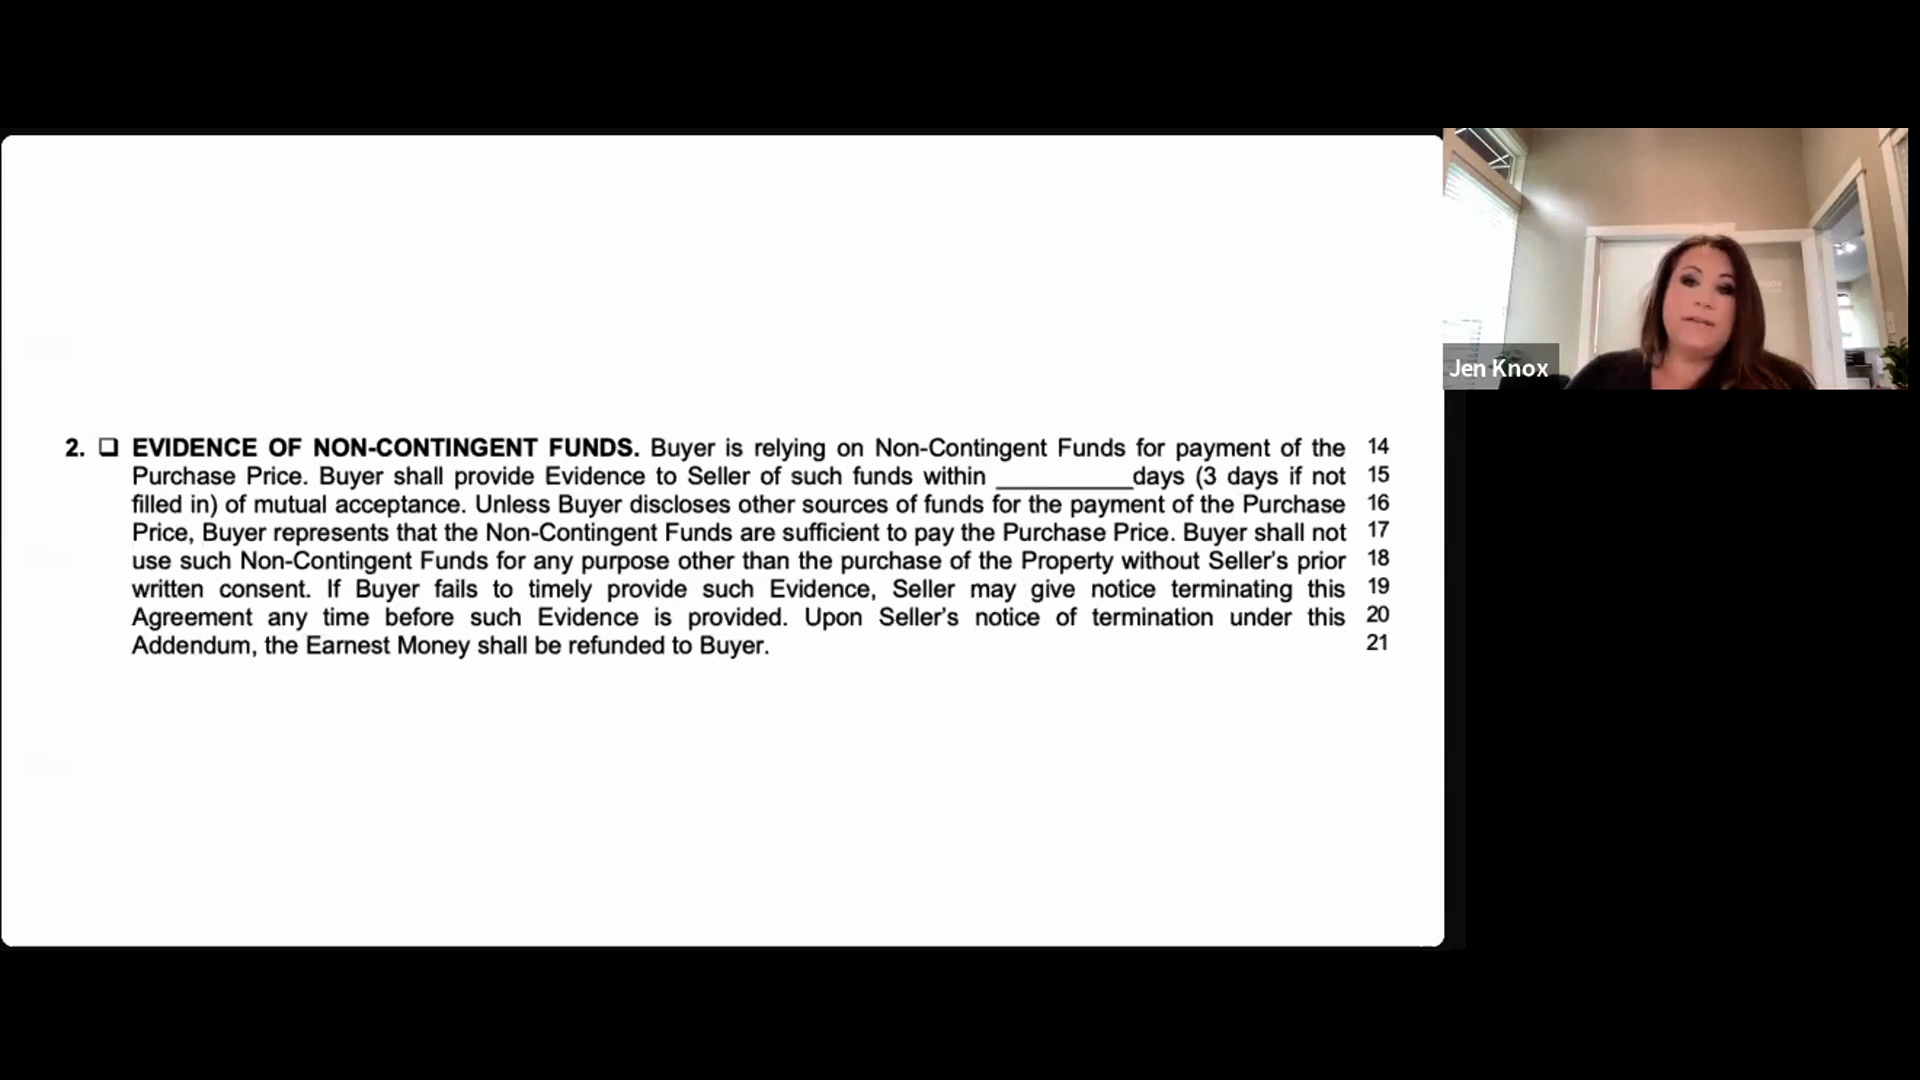 2. ❑ EVIDENCE OF NON-CONTINGENT FUNDS. Buyer is relying on Non-Contingent Funds for payment of the 14
Purchase Price. Buyer shall provide Evidence to Seller of such funds within __________days (3 days if not 15
filled in) of mutual acceptance. Unless Buyer discloses other sources of funds for the payment of the Purchase 16
Price, Buyer represents that the Non-Contingent Funds are sufficient to pay the Purchase Price. Buyer shall not 17
use such Non-Contingent Funds for any purpose other than the purchase of the Property without Seller's prior 18
written consent. If Buyer fails to timely provide such Evidence, Seller may give notice terminating this 19
Agreement any time before such Evidence is provided. Upon Seller's notice of termination under this 20
Addendum, the Earnest Money shall be refunded to Buyer. 21
Jen Knox